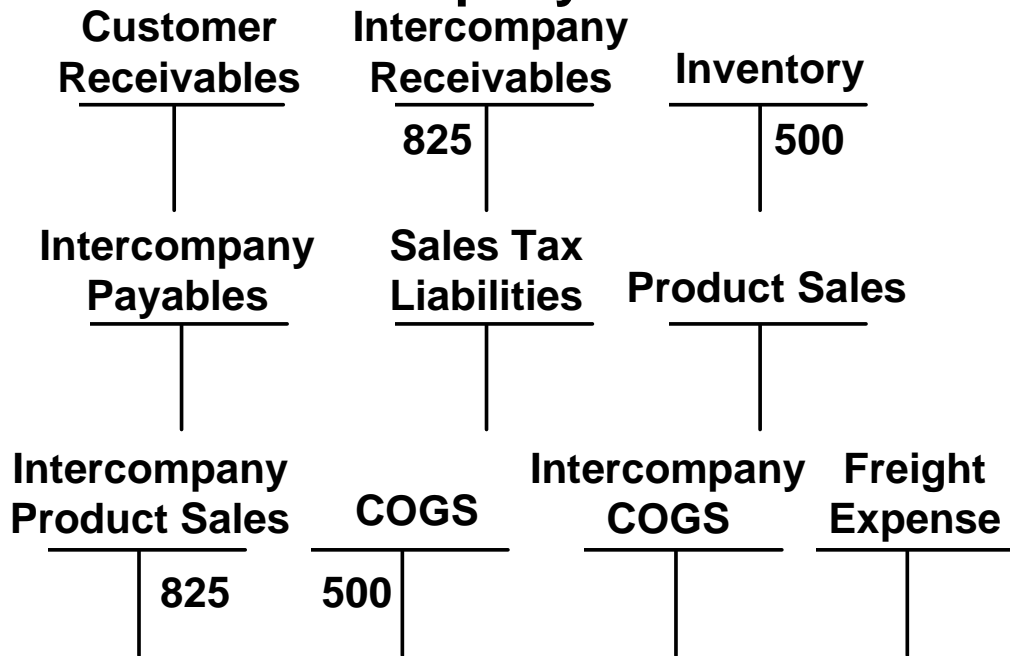 Customer Receivables
Intercompany Receivables
Inventory
825
500
Intercompany Payables
Sales Tax Liabilities
Product Sales
Intercompany Product Sales
COGS
Intercompany COGS
Freight Expense
825
500